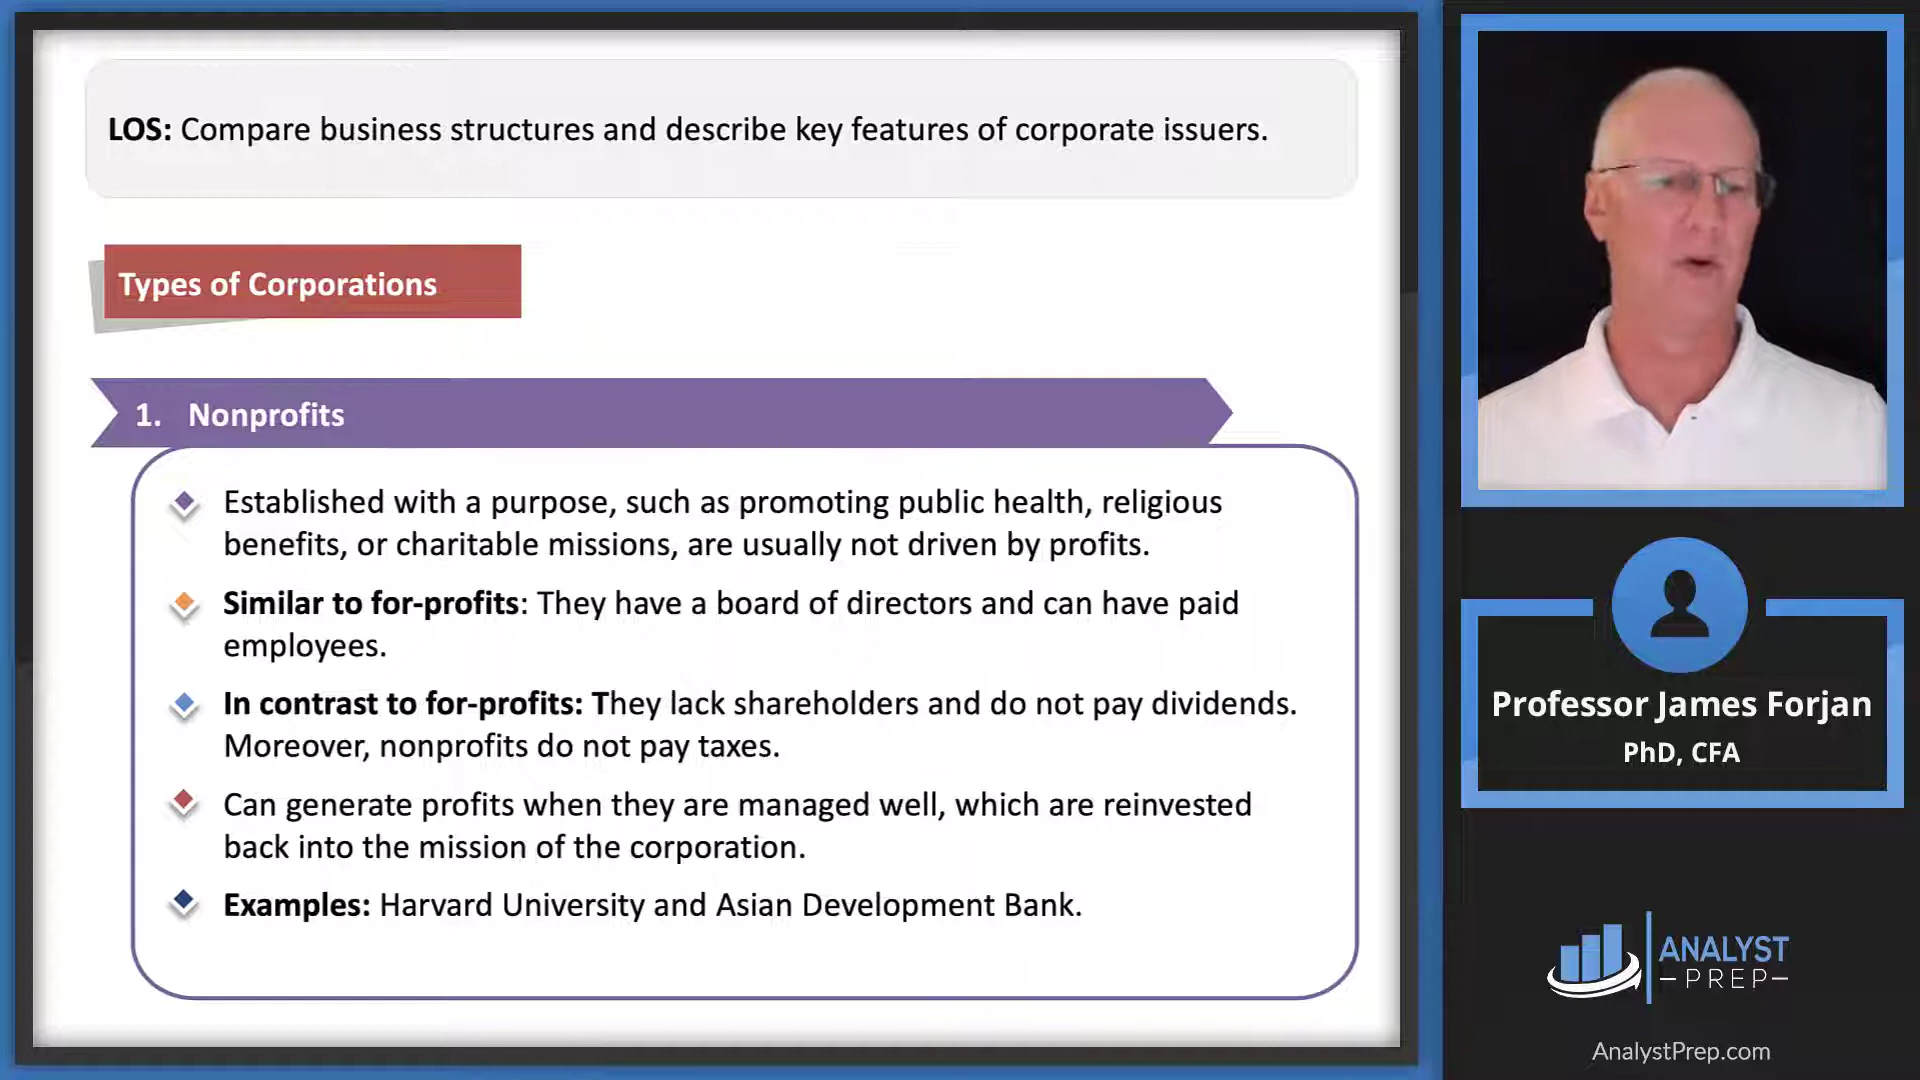 LOS: Compare business structures and describe key features of corporate issuers.
Types of Corporations
1. Nonprofits
Established with a purpose, such as promoting public health, religious
benefits, or charitable missions, are usually not driven by profits.
Similar to for-profits: They have a board of directors and can have paid
employees.
In contrast to for-profits: They lack shareholders and do not pay dividends.
Moreover, nonprofits do not pay taxes.
Can generate profits when they are managed well, which are reinvested
back into the mission of the corporation.
Examples: Harvard University and Asian Development Bank.
Professor James Forjan
PhD, CFA
ANALYST
PREP
AnalystPrep.com